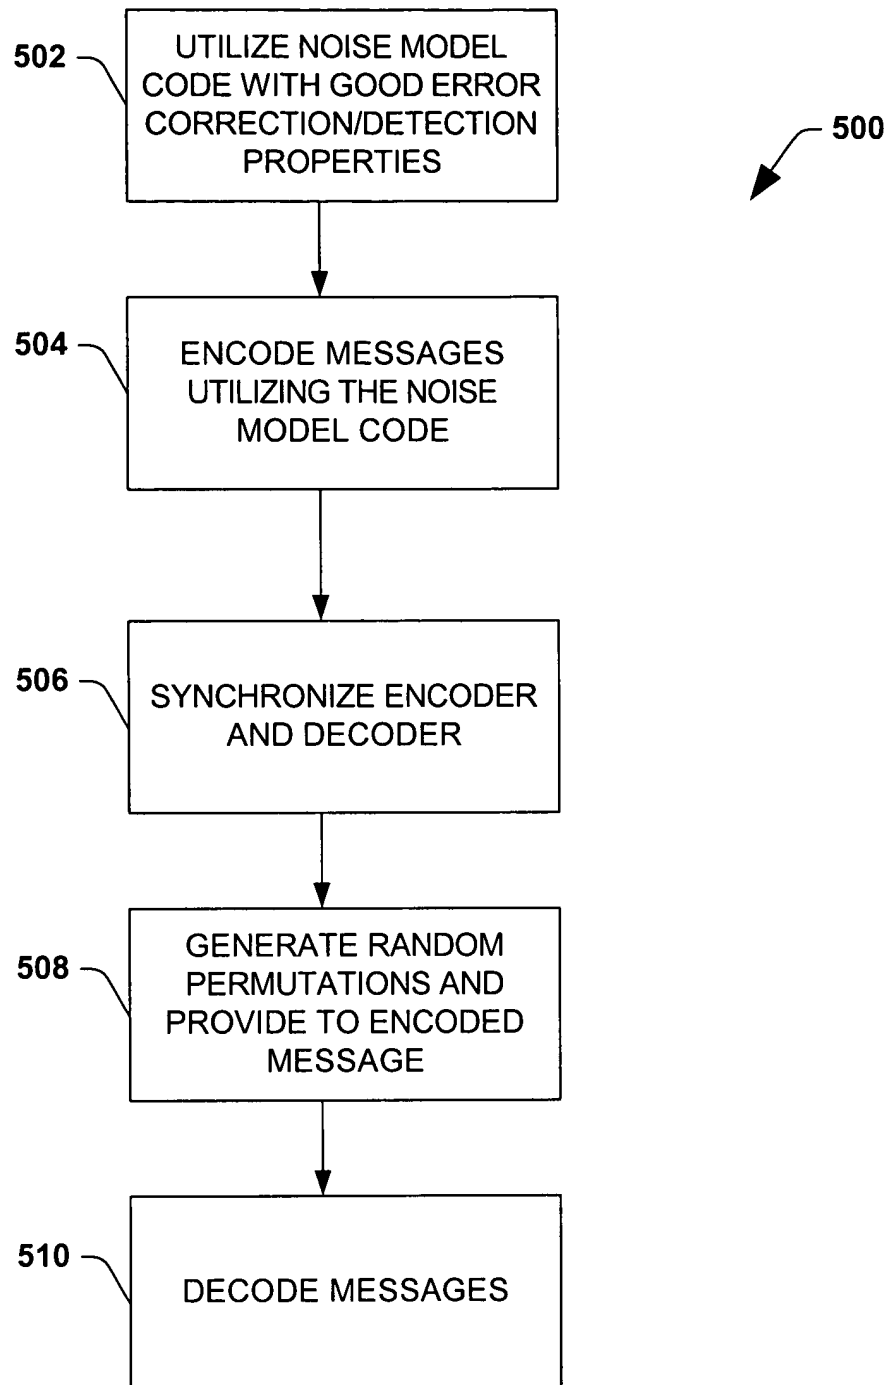 502
UTILIZE NOISE MODEL
CODE WITH GOOD ERROR
CORRECTION/DETECTION
PROPERTIES
500
504
ENCODE MESSAGES
UTILIZING THE NOISE
MODEL CODE
506
SYNCHRONIZE ENCODER
AND DECODER
508
GENERATE RANDOM
PERMUTATIONS AND
PROVIDE TO ENCODED
MESSAGE
510
DECODE MESSAGES